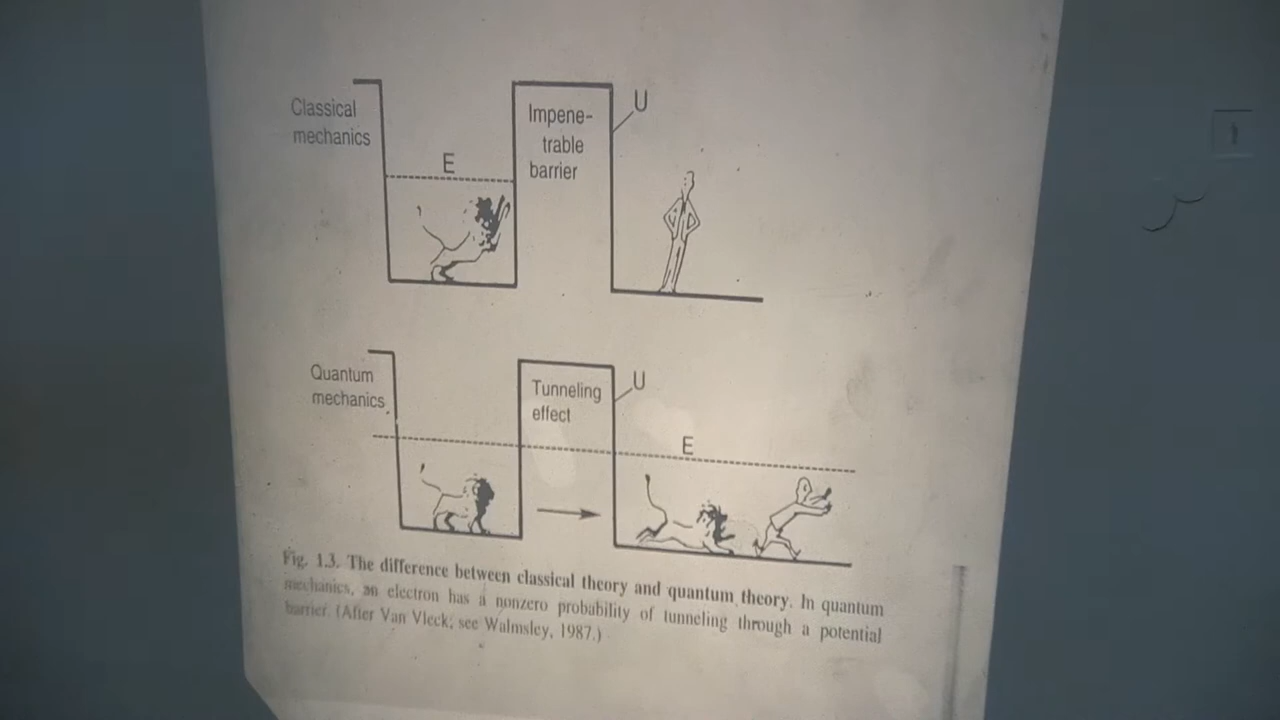 Classical
mechanics
E
Impene-
trable
barrier
U
Quantum
mechanics
Tunneling
effect
U
E
Fig. 1.3. The difference between classical theory and quantum theory. In quantum
mechanics, an electron has a nonzero probability of tunneling through a potential
barrier. (After Van Vleck; see Walmsley, 1987.)